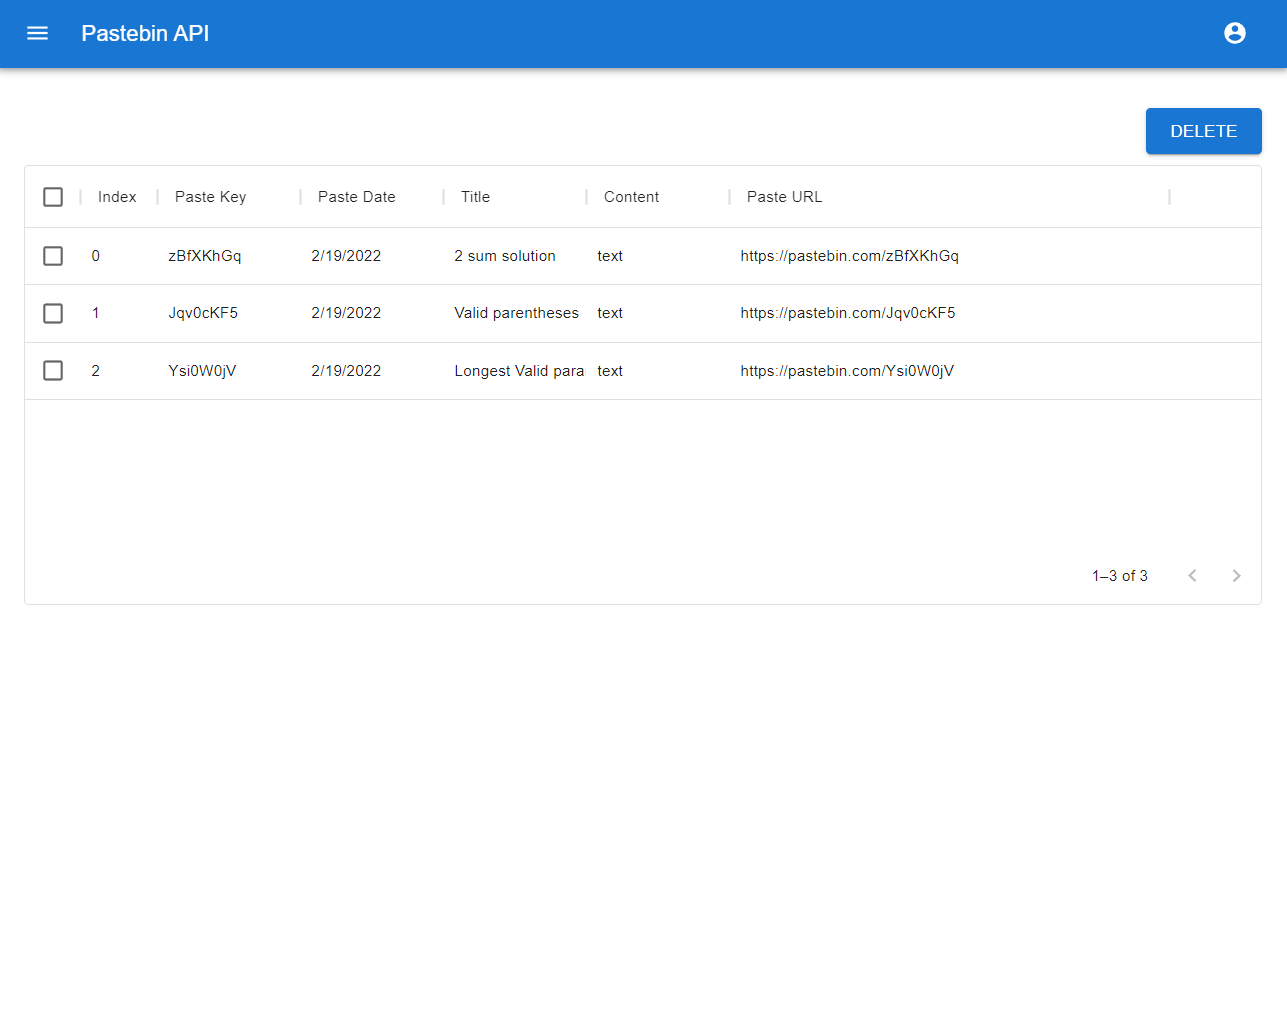 Pastebin API
DELETE
Index Paste Key Paste Date Title Content Paste URL
0 zBfXKhGq 2/19/2022 2 sum solution text https://pastebin.com/zBfXKhGq
1 Jqv0cKF5 2/19/2022 Valid parentheses text https://pastebin.com/Jqv0cKF5
2 Ysi0W0jV 2/19/2022 Longest Valid para text https://pastebin.com/Ysi0W0jV
1–3 of 3